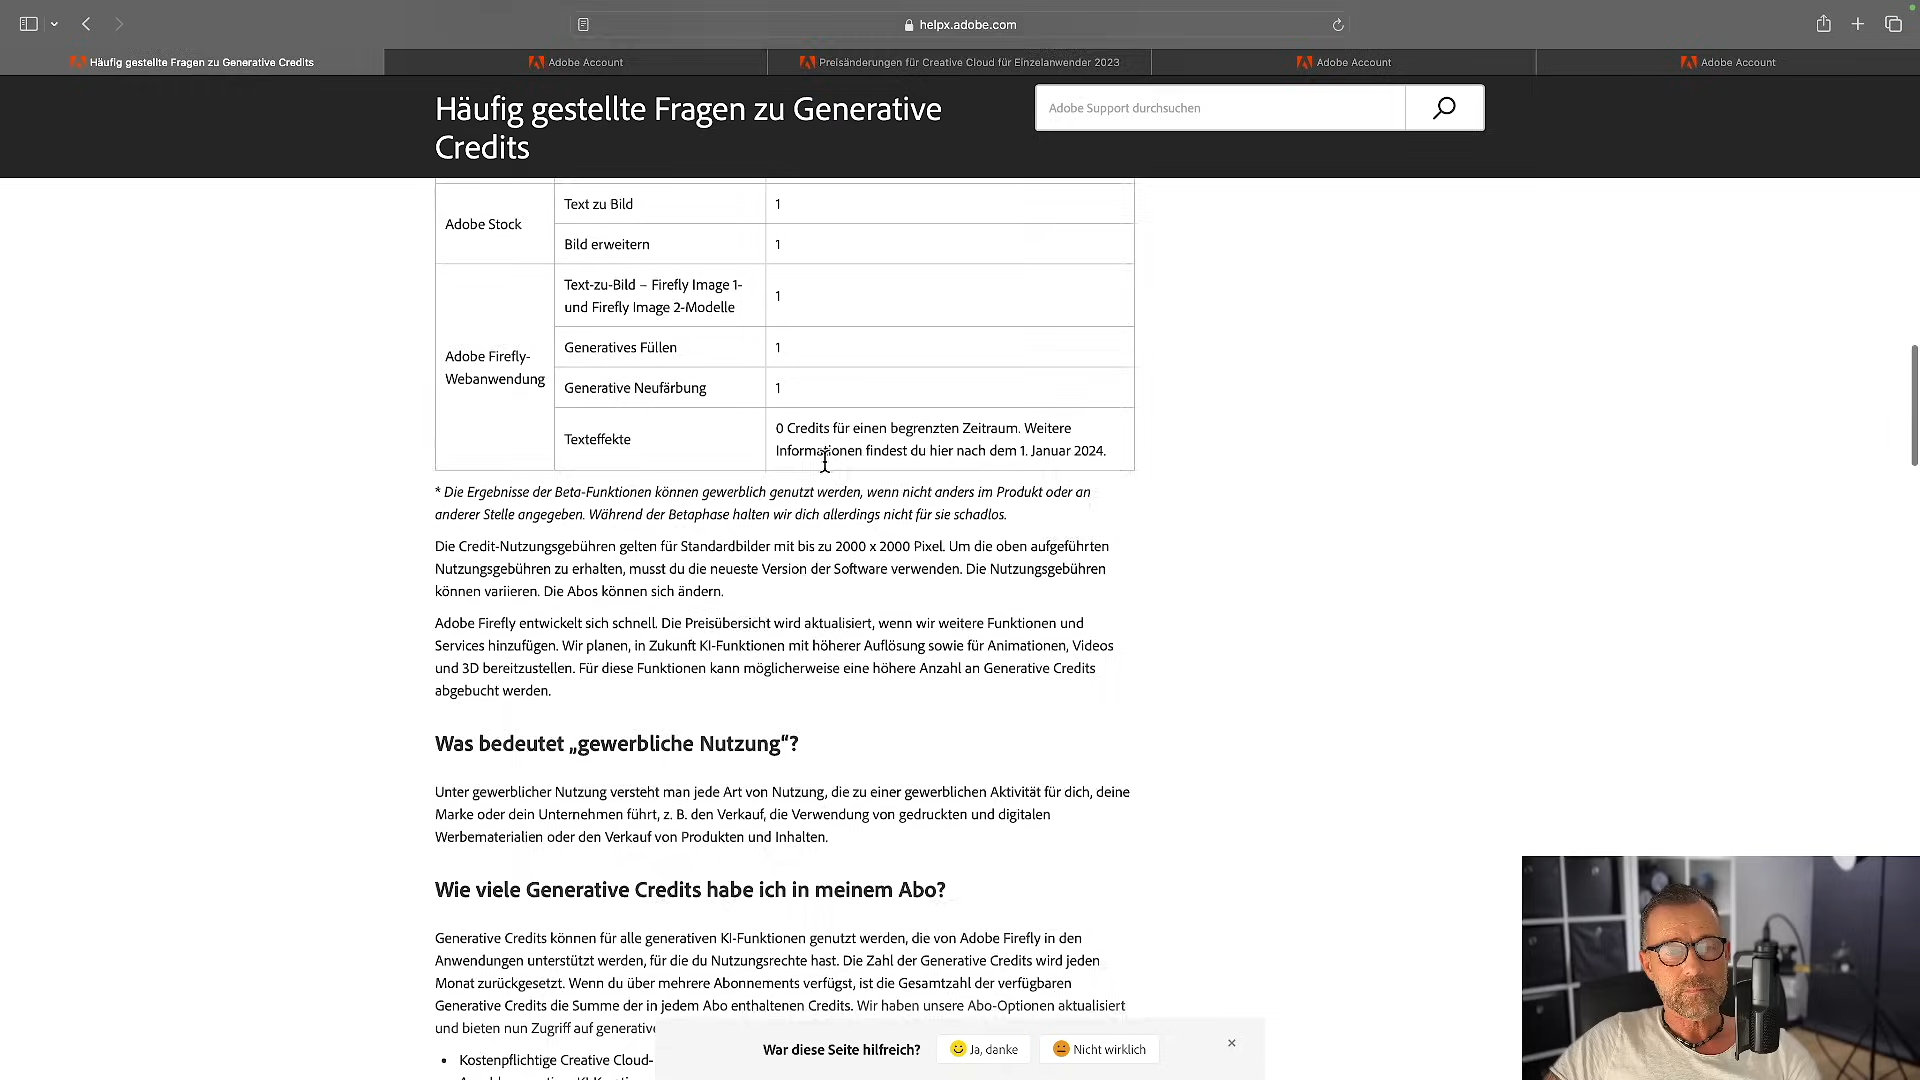 helpx.adobe.com
Häufig gestellte Fragen zu Generative Credits
Adobe Account
Preisänderungen für Creative Cloud für Einzelanwender 2023
Adobe Account
Adobe Account
Häufig gestellte Fragen zu Generative
Credits
Adobe Support durchsuchen
Adobe Stock
Text zu Bild
1
Bild erweitern
1
Adobe Firefly-
Webanwendung
Text-zu-Bild – Firefly Image 1-
und Firefly Image 2-Modelle
1
Generatives Füllen
1
Generative Neufärbung
1
Texteffekte
0 Credits für einen begrenzten Zeitraum. Weitere
Informationen findest du hier nach dem 1. Januar 2024.
* Die Ergebnisse der Beta-Funktionen können gewerblich genutzt werden, wenn nicht anders im Produkt oder an
anderer Stelle angegeben. Während der Betaphase halten wir dich allerdings nicht für sie schadlos.
Die Credit-Nutzungsgebühren gelten für Standardbilder mit bis zu 2000 x 2000 Pixel. Um die oben aufgeführten
Nutzungsgebühren zu erhalten, musst du die neueste Version der Software verwenden. Die Nutzungsgebühren
können variieren. Die Abos können sich ändern.
Adobe Firefly entwickelt sich schnell. Die Preisübersicht wird aktualisiert, wenn wir weitere Funktionen und
Services hinzufügen. Wir planen, in Zukunft KI-Funktionen mit höherer Auflösung sowie für Animationen, Videos
und 3D bereitzustellen. Für diese Funktionen kann möglicherweise eine höhere Anzahl an Generative Credits
abgebucht werden.
Was bedeutet „gewerbliche Nutzung“?
Unter gewerblicher Nutzung versteht man jede Art von Nutzung, die zu einer gewerblichen Aktivität für dich, deine
Marke oder dein Unternehmen führt, z. B. den Verkauf, die Verwendung von gedruckten und digitalen
Werbematerialien oder den Verkauf von Produkten und Inhalten.
Wie viele Generative Credits habe ich in meinem Abo?
Generative Credits können für alle generativen KI-Funktionen genutzt werden, die von Adobe Firefly in den
Anwendungen unterstützt werden, für die du Nutzungsrechte hast. Die Zahl der Generative Credits wird jeden
Monat zurückgesetzt. Wenn du über mehrere Abonnements verfügst, ist die Gesamtzahl der verfügbaren
Generative Credits die Summe der in jedem Abo enthaltenen Credits. Wir haben unsere Abo-Optionen aktualisiert
und bieten nun Zugriff auf generative
• Kostenpflichtige Creative Cloud-
War diese Seite hilfreich?
Ja, danke
Nicht wirklich